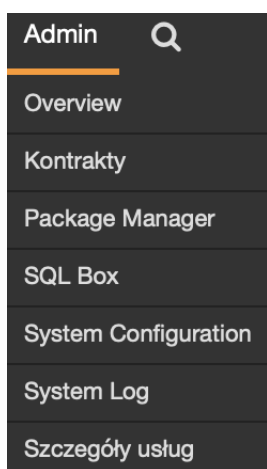 Admin
Overview
Kontrakty
Package Manager
SQL Box
System Configuration
System Log
Szczegóły usług